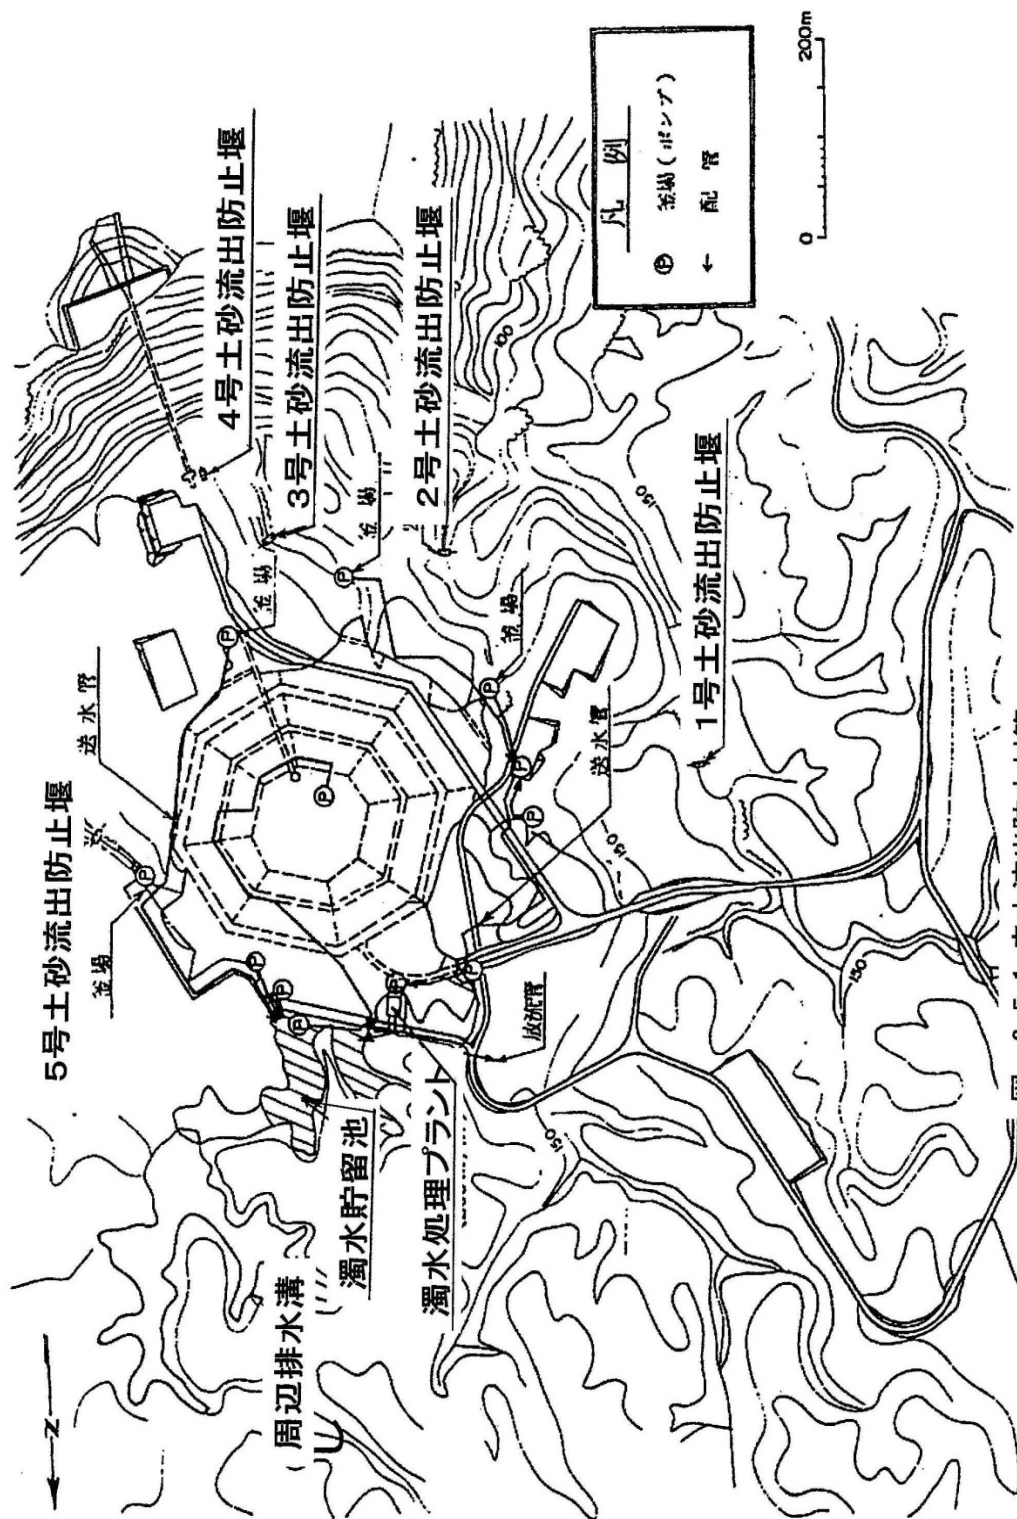 4号土砂流出防止堰
3号土砂流出防止堰
2号土砂流出防止堰
1号土砂流出防止堰
5号土砂流出防止堰
送水管
釜場
釜場
釜場
釜場
送水管
放流管
濁水貯留池
濁水処理プラント
周辺排水溝
凡例
Ⓟ 釜場(ポンプ)
← 配管
0 200m
100
150
150
150
150
P
P
P
P
P
P
P
P
P
P
P
P
N